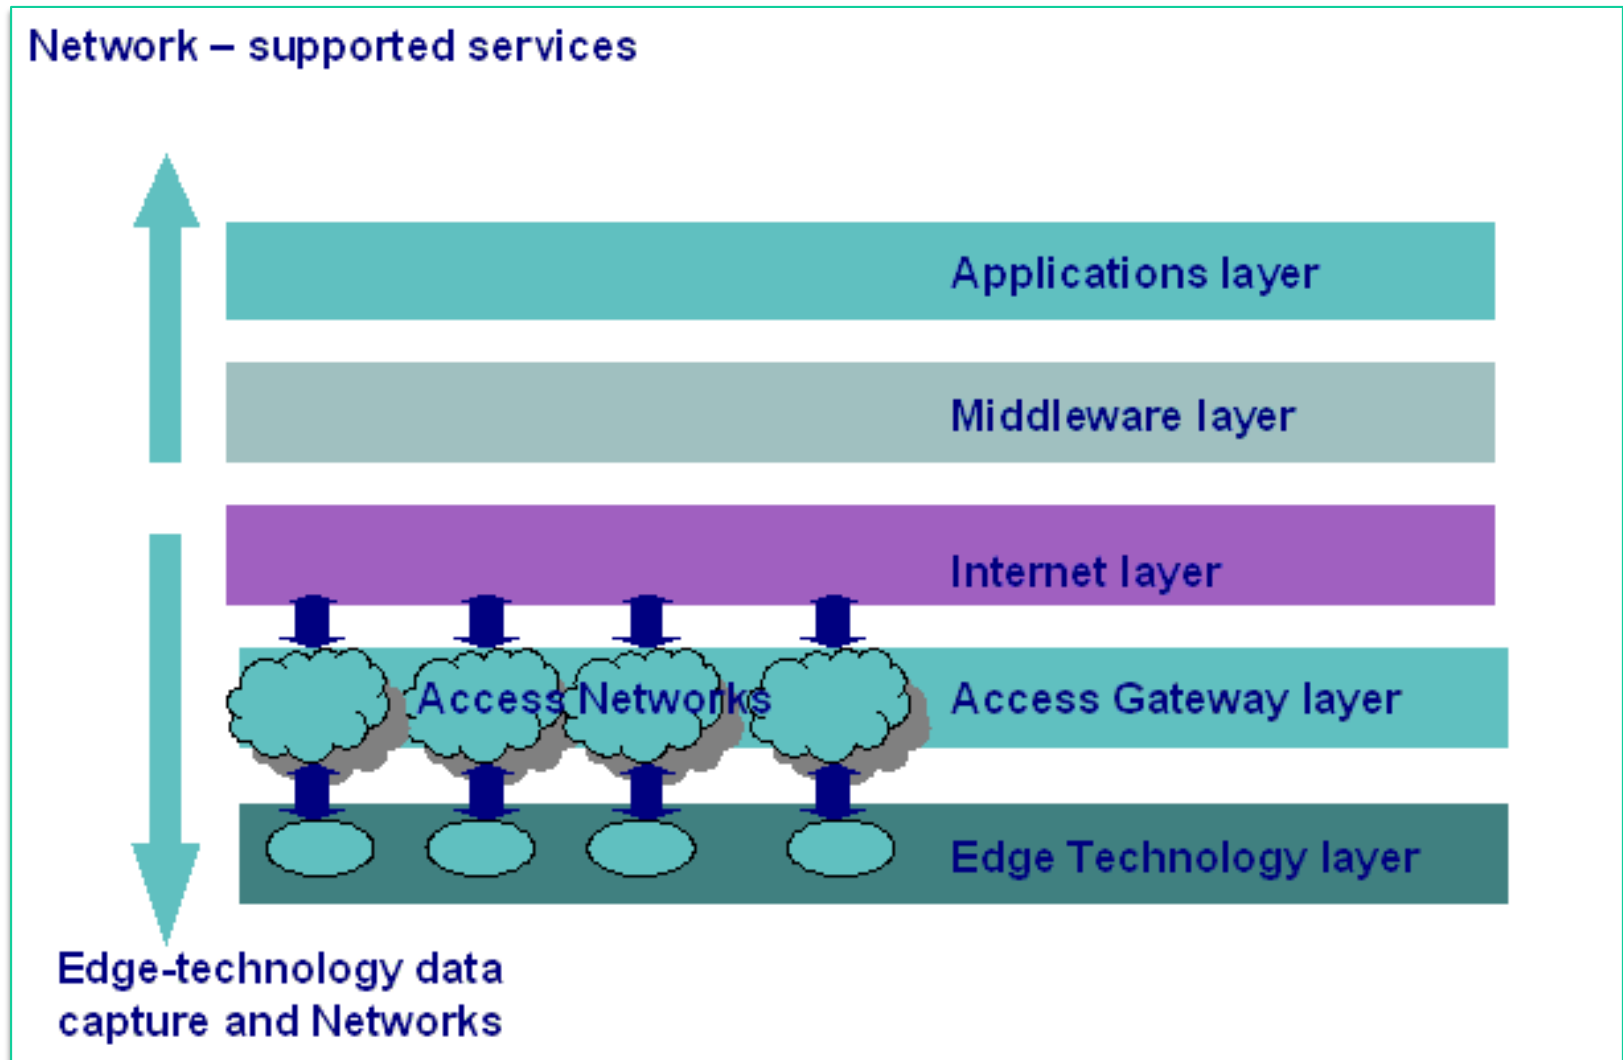 Network – supported services
Applications layer
Middleware layer
Internet layer
Access Networks
Access Gateway layer
Edge Technology layer
Edge-technology data
capture and Networks